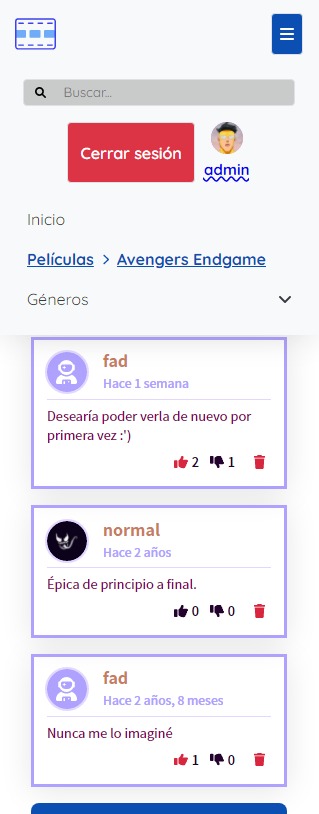 Buscar...
Cerrar sesión
admin
Inicio
Películas > Avengers Endgame
Géneros
fad
Hace 1 semana
Desearía poder verla de nuevo por
primera vez :')
2 1
normal
Hace 2 años
Épica de principio a final.
0 0
fad
Hace 2 años, 8 meses
Nunca me lo imaginé
1 0